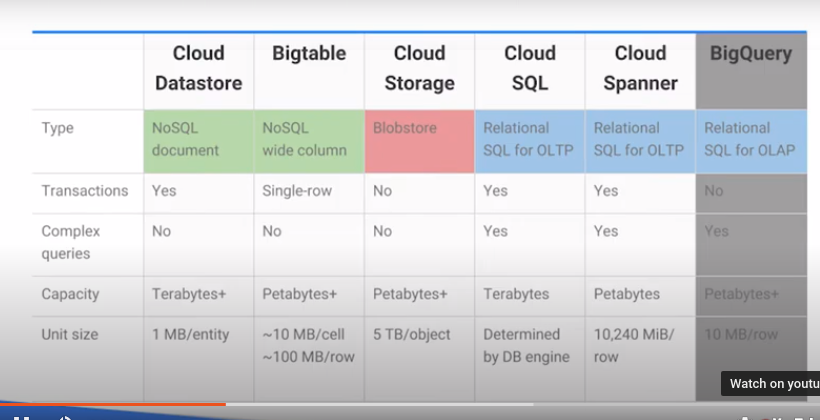 Cloud Datastore
Bigtable
Cloud Storage
Cloud SQL
Cloud Spanner
BigQuery
Type
NoSQL document
NoSQL wide column
Blobstore
Relational SQL for OLTP
Relational SQL for OLTP
Relational SQL for OLAP
Transactions
Yes
Single-row
No
Yes
Yes
No
Complex queries
No
No
No
Yes
Yes
Yes
Capacity
Terabytes+
Petabytes+
Petabytes+
Terabytes
Petabytes
Petabytes+
Unit size
1 MB/entity
~10 MB/cell
~100 MB/row
5 TB/object
Determined by DB engine
10,240 MiB/
row
10 MB/row
Watch on youtu